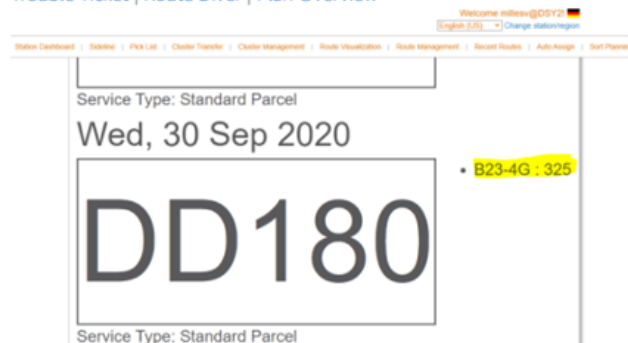 Welcome millesv@DSY2!
English (US) Change station/region
Station Dashboard | Sideline | Pick List | Cluster Transfer | Cluster Management | Route Visualization | Route Management | Recent Routes | Auto Assign | Sort Planning
Service Type: Standard Parcel
Wed, 30 Sep 2020
B23-4G : 325
DD180
Service Type: Standard Parcel